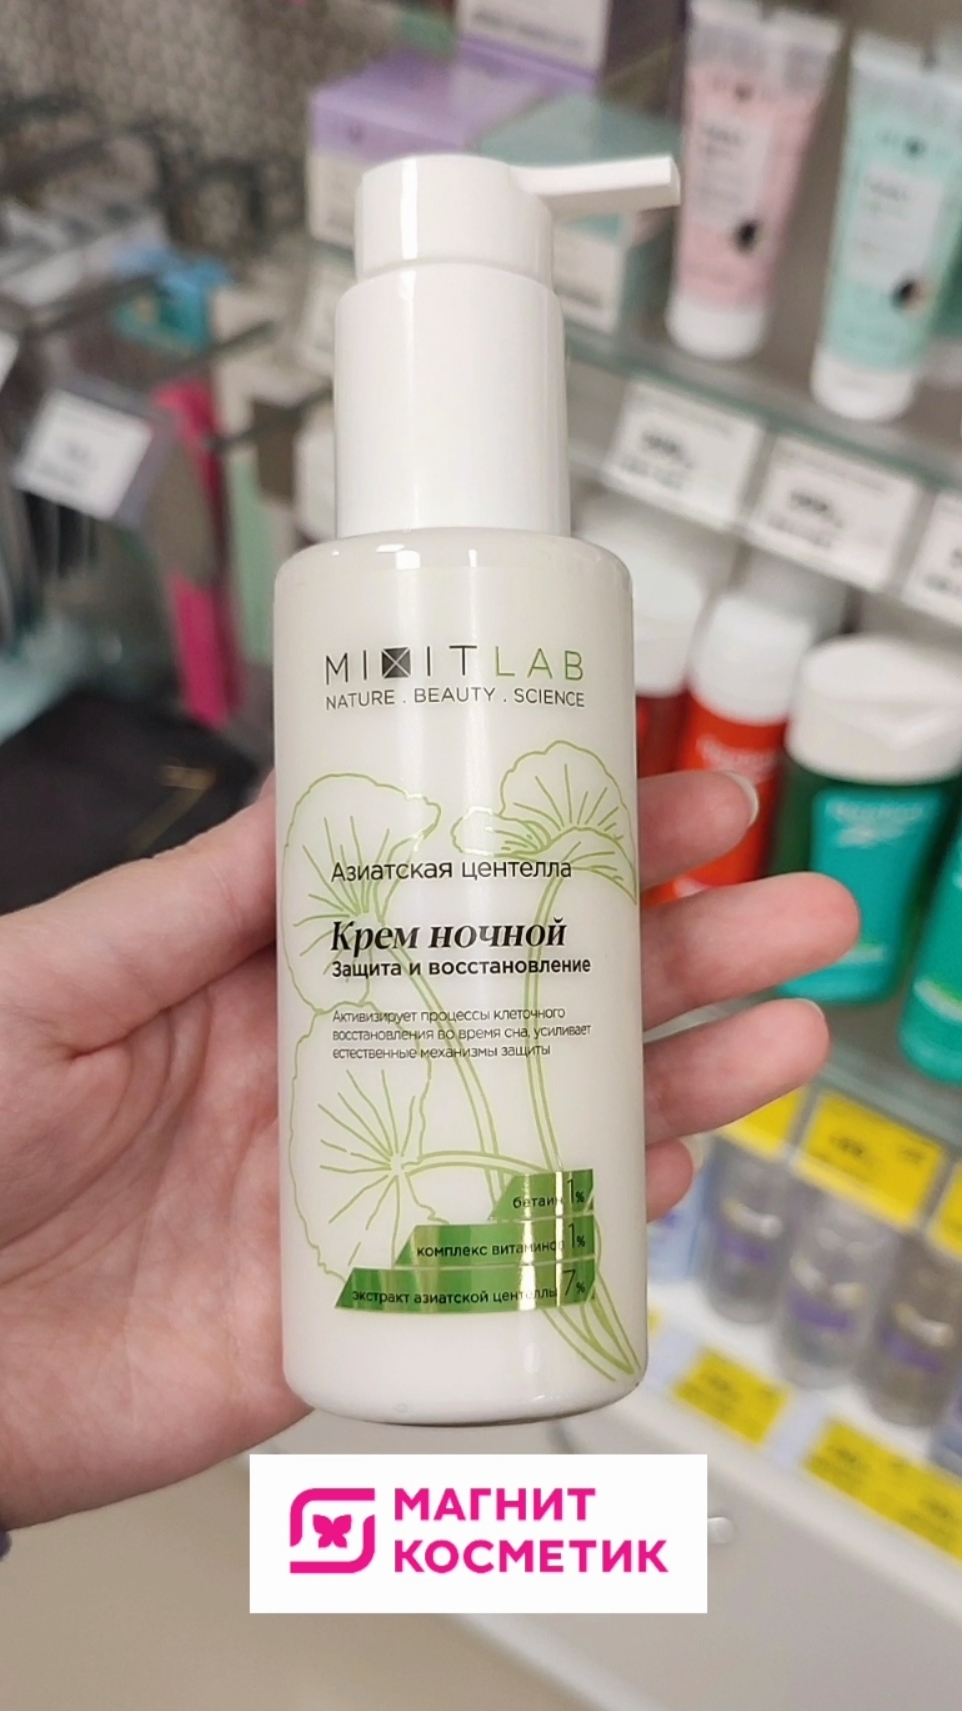 MIXIT LAB
NATURE . BEAUTY . SCIENCE
Азиатская центелла
Крем ночной
Защита и восстановление
Активизирует процессы клеточного
восстановления во время сна, усиливает
естественные механизмы защиты
бетаин 1%
комплекс витаминов 1%
экстракт азиатской центеллы 7%
МАГНИТ
КОСМЕТИК